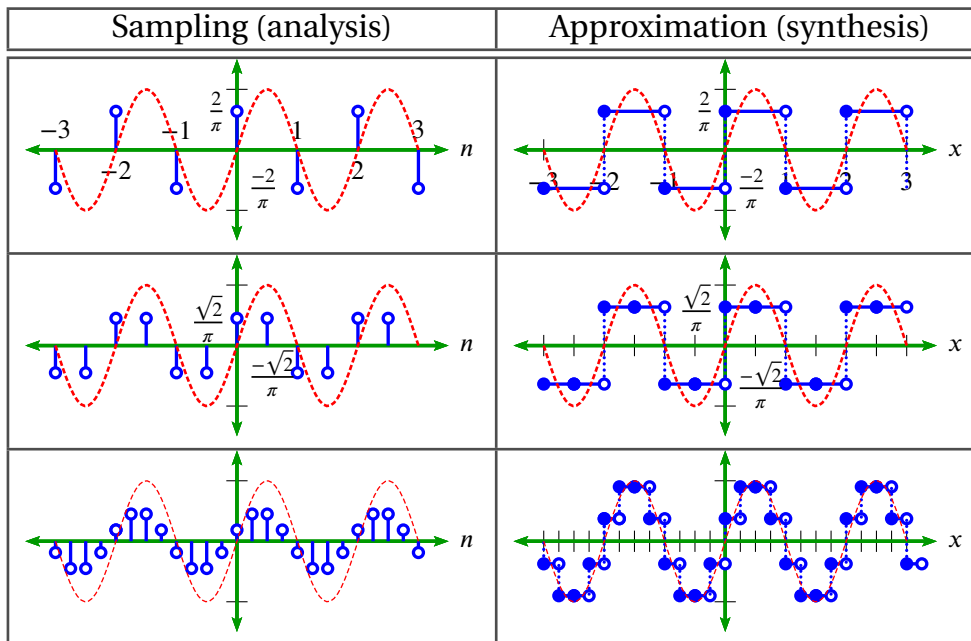 Sampling (analysis) Approximation (synthesis)
−3 −2 −1 1 2 3 n
2/π
−2/π
−3 −2 −1 1 2 3 x
2/π
−2/π
√2/π n
−√2/π
√2/π x
−√2/π
n x